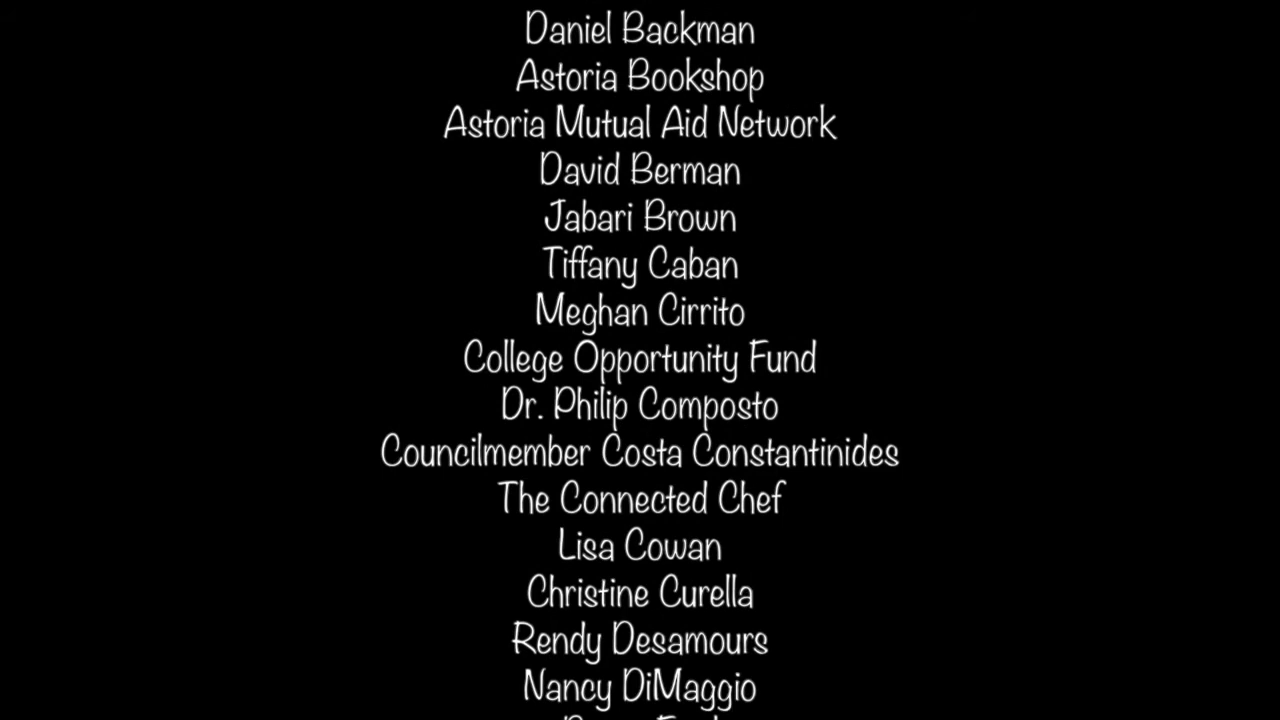 Daniel Backman
Astoria Bookshop
Astoria Mutual Aid Network
David Berman
Jabari Brown
Tiffany Caban
Meghan Cirrito
College Opportunity Fund
Dr. Philip Composto
Councilmember Costa Constantinides
The Connected Chef
Lisa Cowan
Christine Curella
Rendy Desamours
Nancy DiMaggio